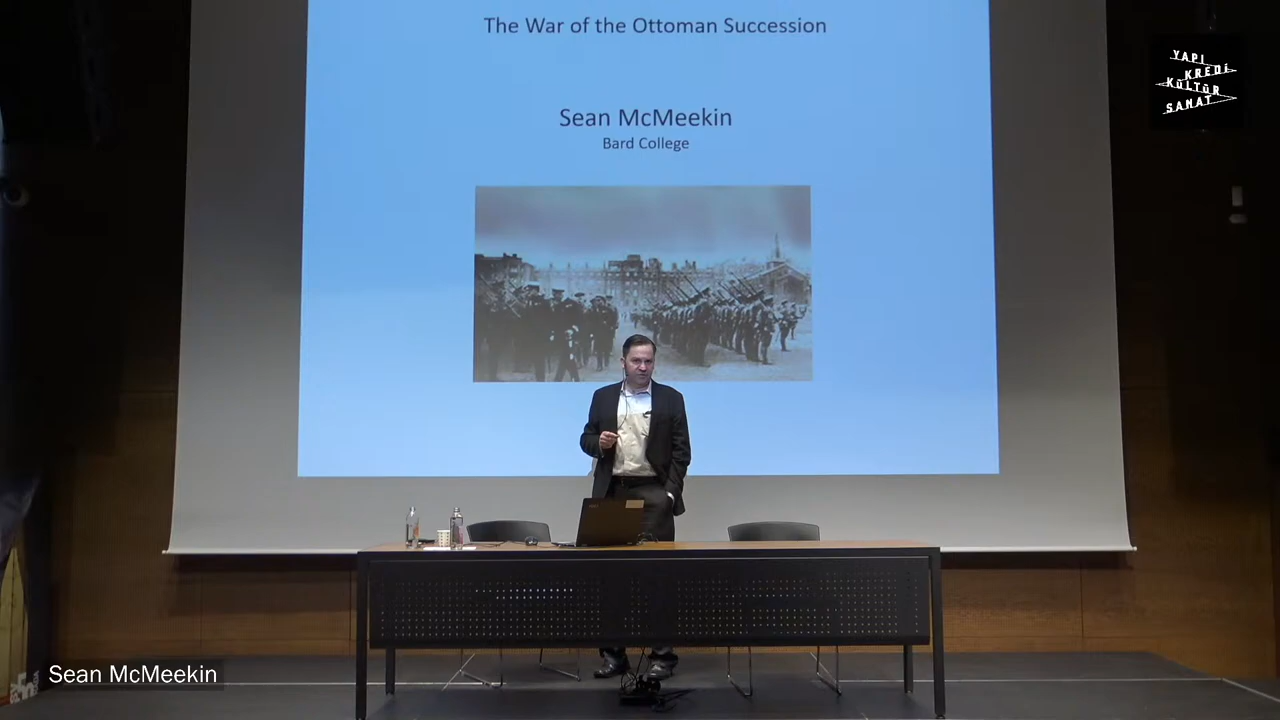 The War of the Ottoman Succession
Sean McMeekin
Bard College
YAPI
KREDİ
KÜLTÜR
SANAT
Sean McMeekin